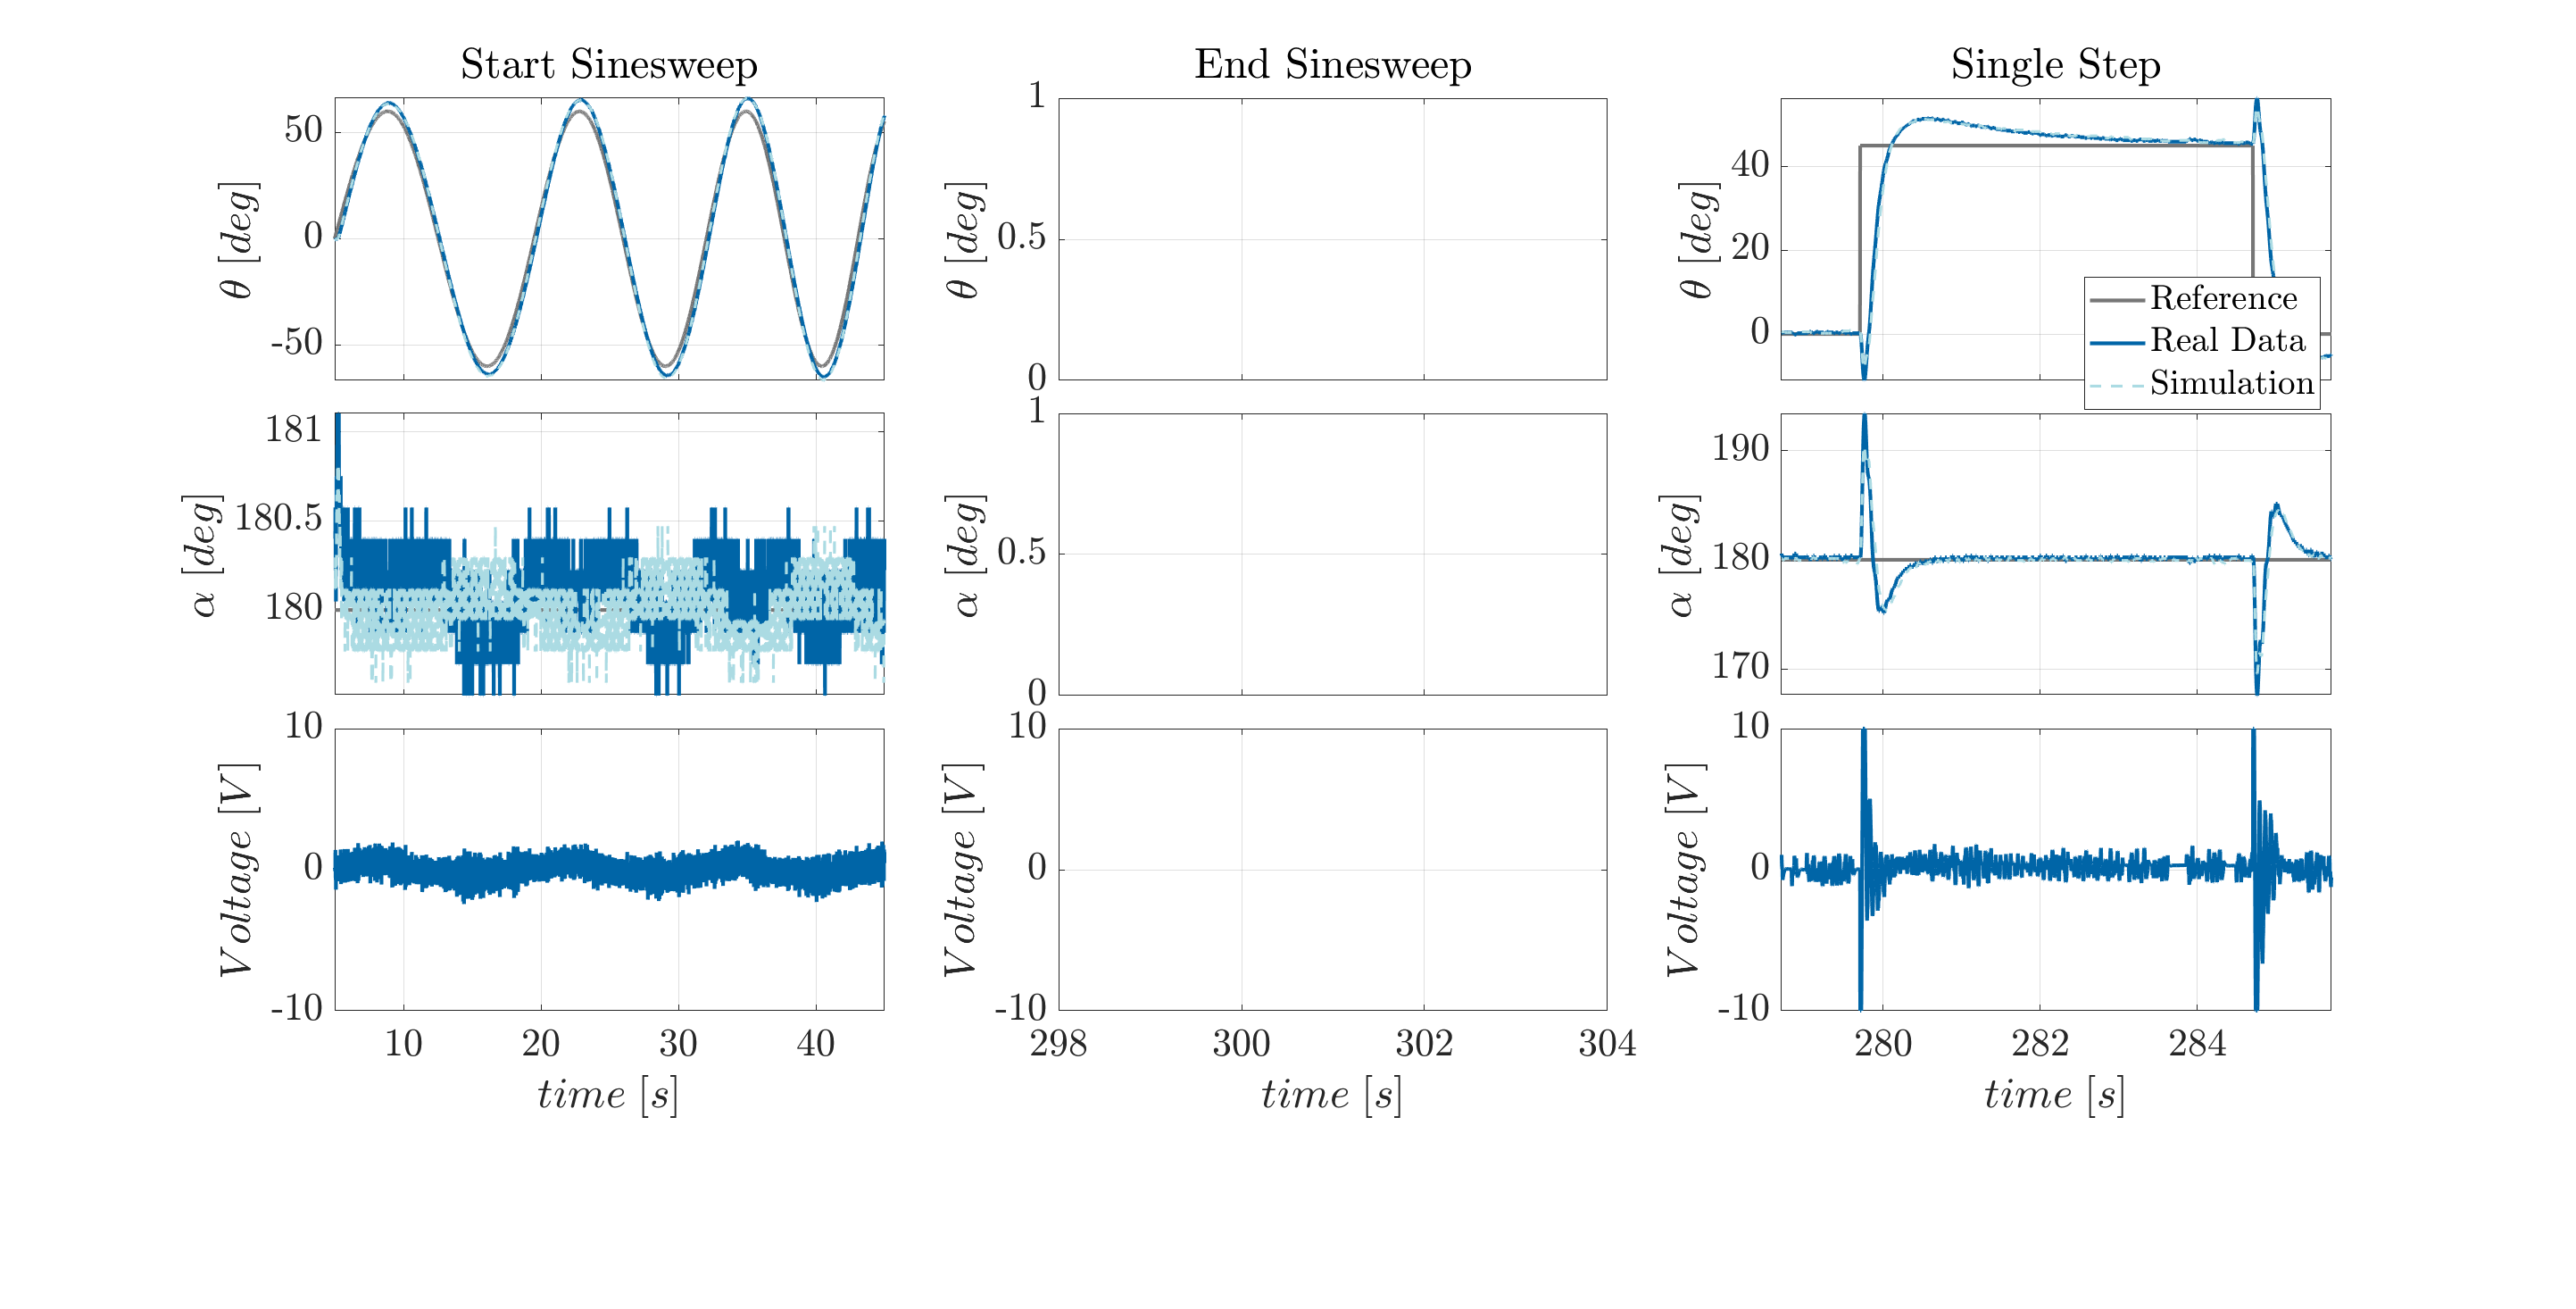 Start Sinesweep
End Sinesweep
Single Step
50
0
-50
θ [deg]
1
0.5
0
θ [deg]
40
20
0
θ [deg]
Reference
Real Data
Simulation
181
180.5
180
α [deg]
1
0.5
0
α [deg]
190
180
170
α [deg]
10
0
-10
Voltage [V]
10
0
-10
Voltage [V]
10
0
-10
Voltage [V]
10 20 30 40
298 300 302 304
280 282 284
time [s]
time [s]
time [s]